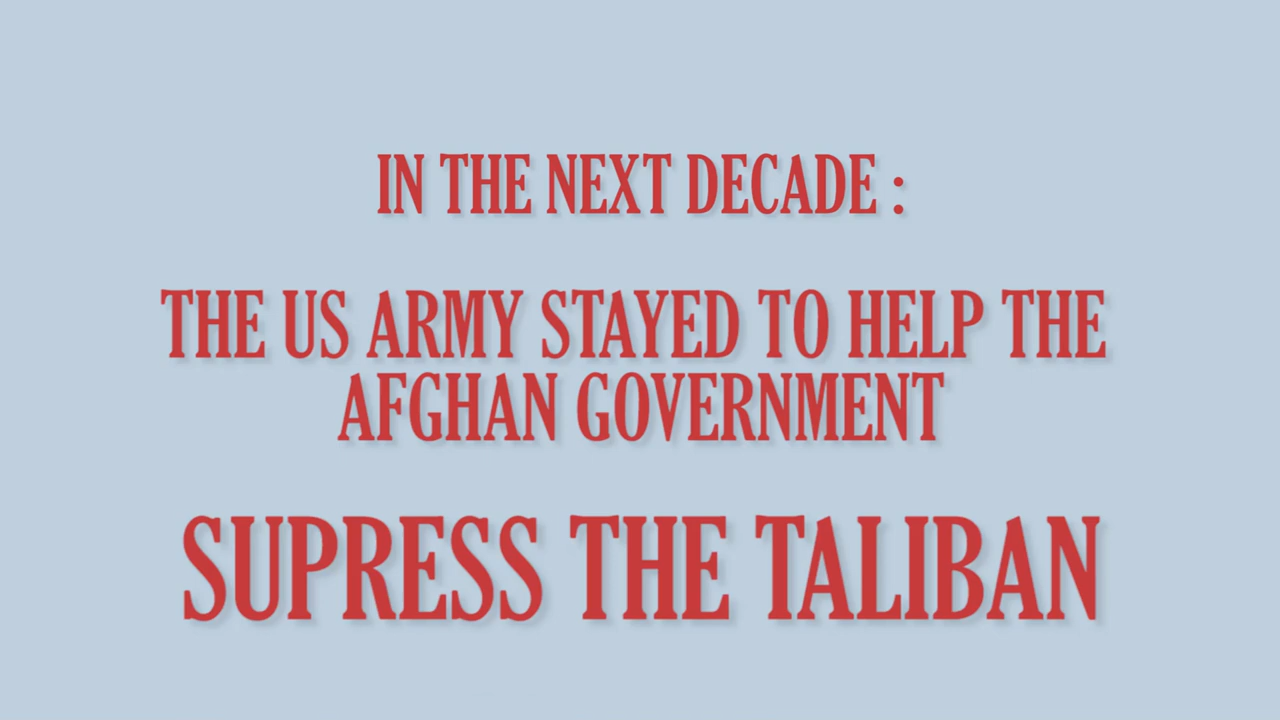 IN THE NEXT DECADE :
THE US ARMY STAYED TO HELP THE
AFGHAN GOVERNMENT
SUPRESS THE TALIBAN